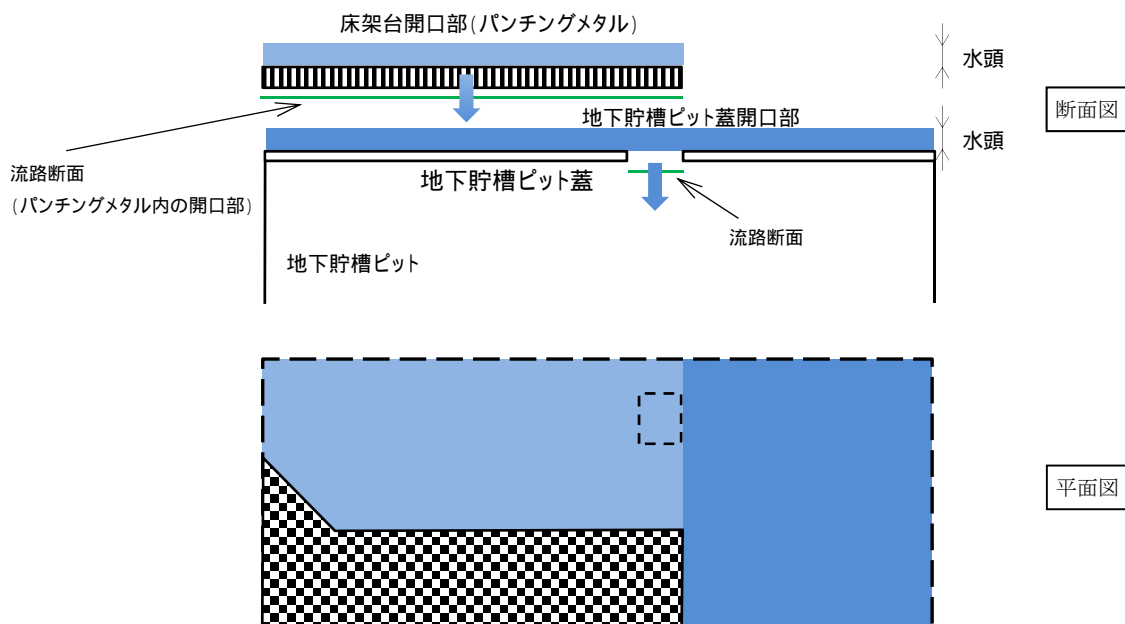 床架台開口部(パンチングメタル)
水頭
断面図
地下貯槽ピット蓋開口部
水頭
流路断面
(パンチングメタル内の開口部)
地下貯槽ピット蓋
流路断面
地下貯槽ピット
平面図